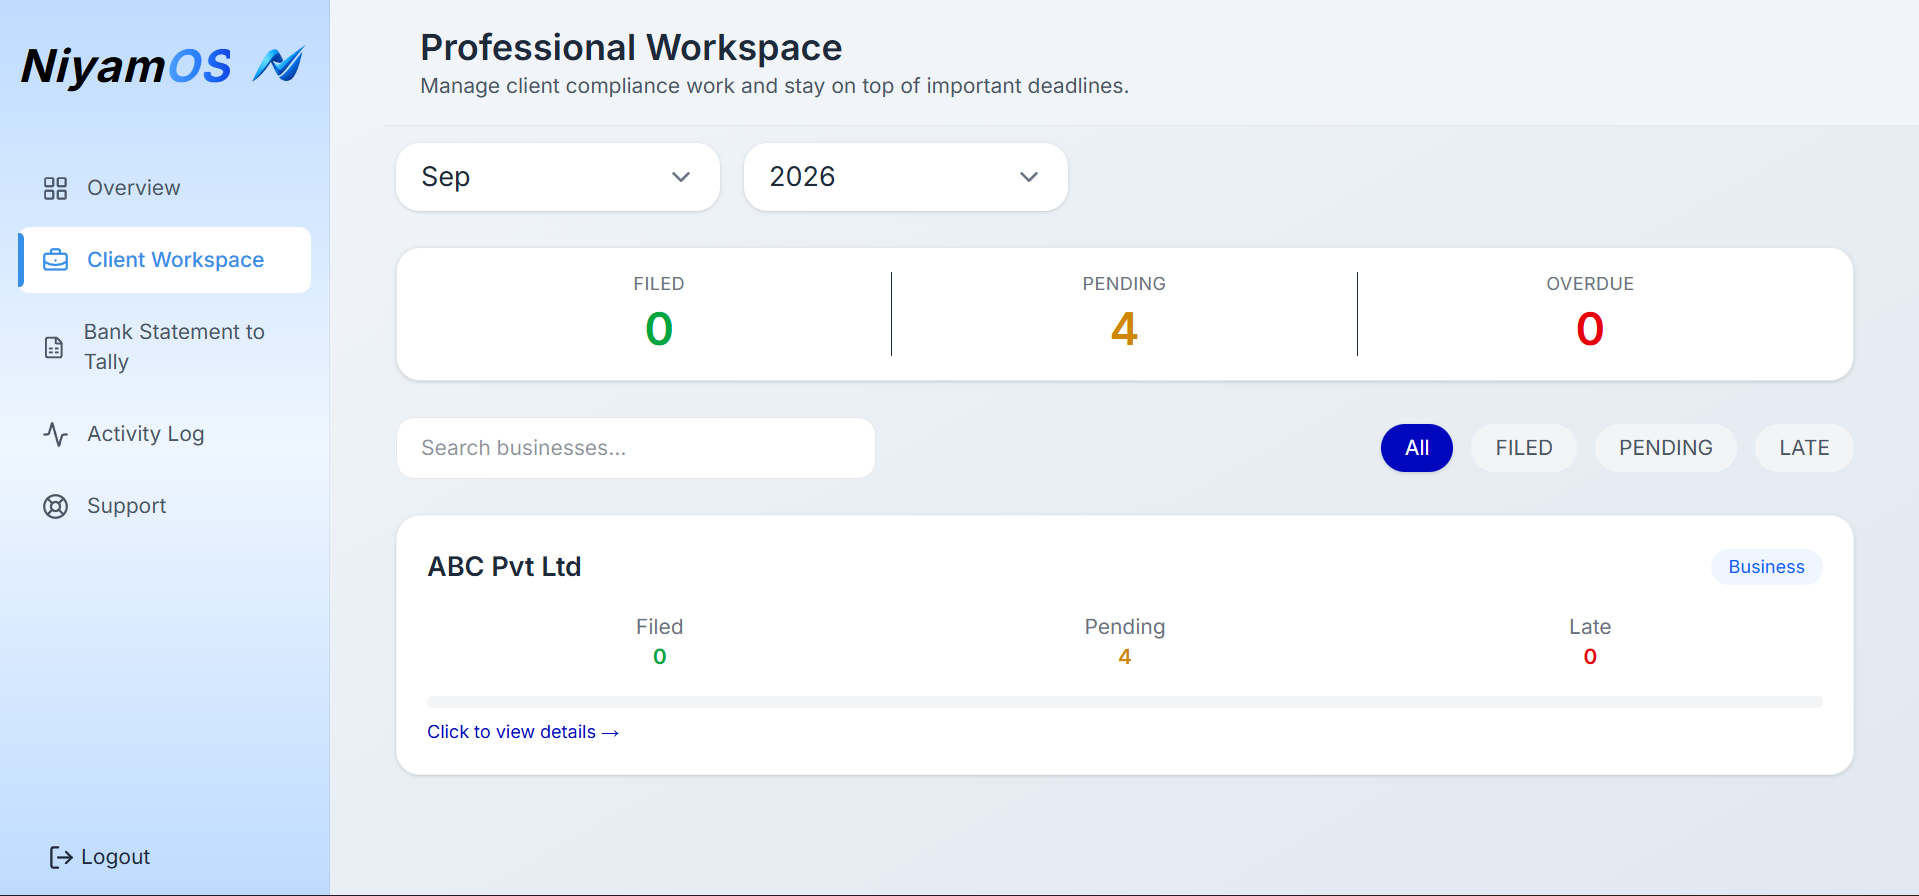 NiyamOS
Overview
Client Workspace
Bank Statement to
Tally
Activity Log
Support
Logout
Professional Workspace
Manage client compliance work and stay on top of important deadlines.
Sep
2026
FILED
0
PENDING
4
OVERDUE
0
Search businesses...
All
FILED
PENDING
LATE
ABC Pvt Ltd
Business
Filed
0
Pending
4
Late
0
Click to view details →